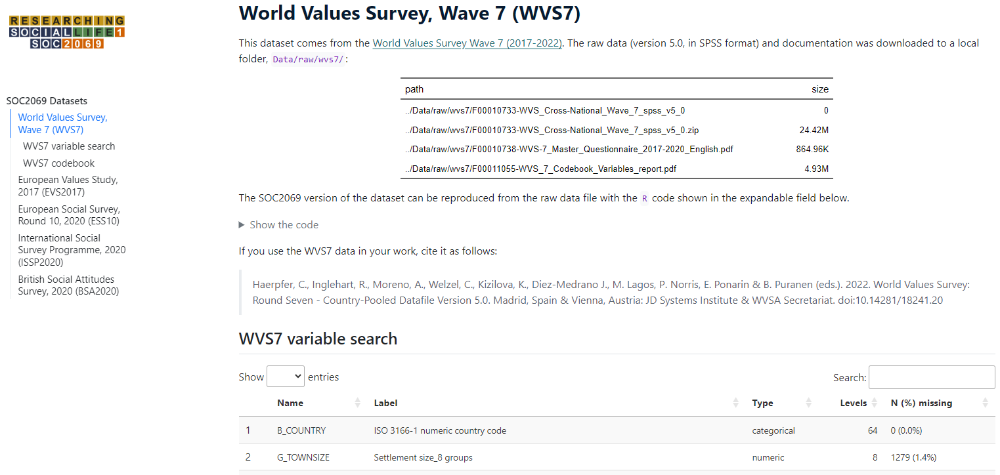 RESEARCHING
SOCIALLIFE1
SOC2069
SOC2069 Datasets
World Values Survey,
Wave 7 (WVS7)
WVS7 variable search
WVS7 codebook
European Values Study,
2017 (EVS2017)
European Social Survey,
Round 10, 2020 (ESS10)
International Social
Survey Programme, 2020
(ISSP2020)
British Social Attitudes
Survey, 2020 (BSA2020)
World Values Survey, Wave 7 (WVS7)
This dataset comes from the World Values Survey Wave 7 (2017-2022). The raw data (version 5.0, in SPSS format) and documentation was downloaded to a local
folder, Data/raw/wvs7/:
path size
../Data/raw/wvs7/F00010733-WVS_Cross-National_Wave_7_spss_v5_0 0
../Data/raw/wvs7/F00010733-WVS_Cross-National_Wave_7_spss_v5_0.zip 24.42M
../Data/raw/wvs7/F00010738-WVS-7_Master_Questionnaire_2017-2020_English.pdf 864.96K
../Data/raw/wvs7/F00011055-WVS_7_Codebook_Variables_report.pdf 4.93M
The SOC2069 version of the dataset can be reproduced from the raw data file with the R code shown in the expandable field below.
Show the code
If you use the WVS7 data in your work, cite it as follows:
Haerpfer, C., Inglehart, R., Moreno, A., Welzel, C., Kizilova, K., Diez-Medrano J., M. Lagos, P. Norris, E. Ponarin & B. Puranen (eds.). 2022. World Values Survey:
Round Seven - Country-Pooled Datafile Version 5.0. Madrid, Spain & Vienna, Austria: JD Systems Institute & WVSA Secretariat. doi:10.14281/18241.20
WVS7 variable search
Show entries Search:
Name Label Type Levels N (%) missing
1 B_COUNTRY ISO 3166-1 numeric country code categorical 64 0 (0.0%)
2 G_TOWNSIZE Settlement size_8 groups numeric 8 1279 (1.4%)